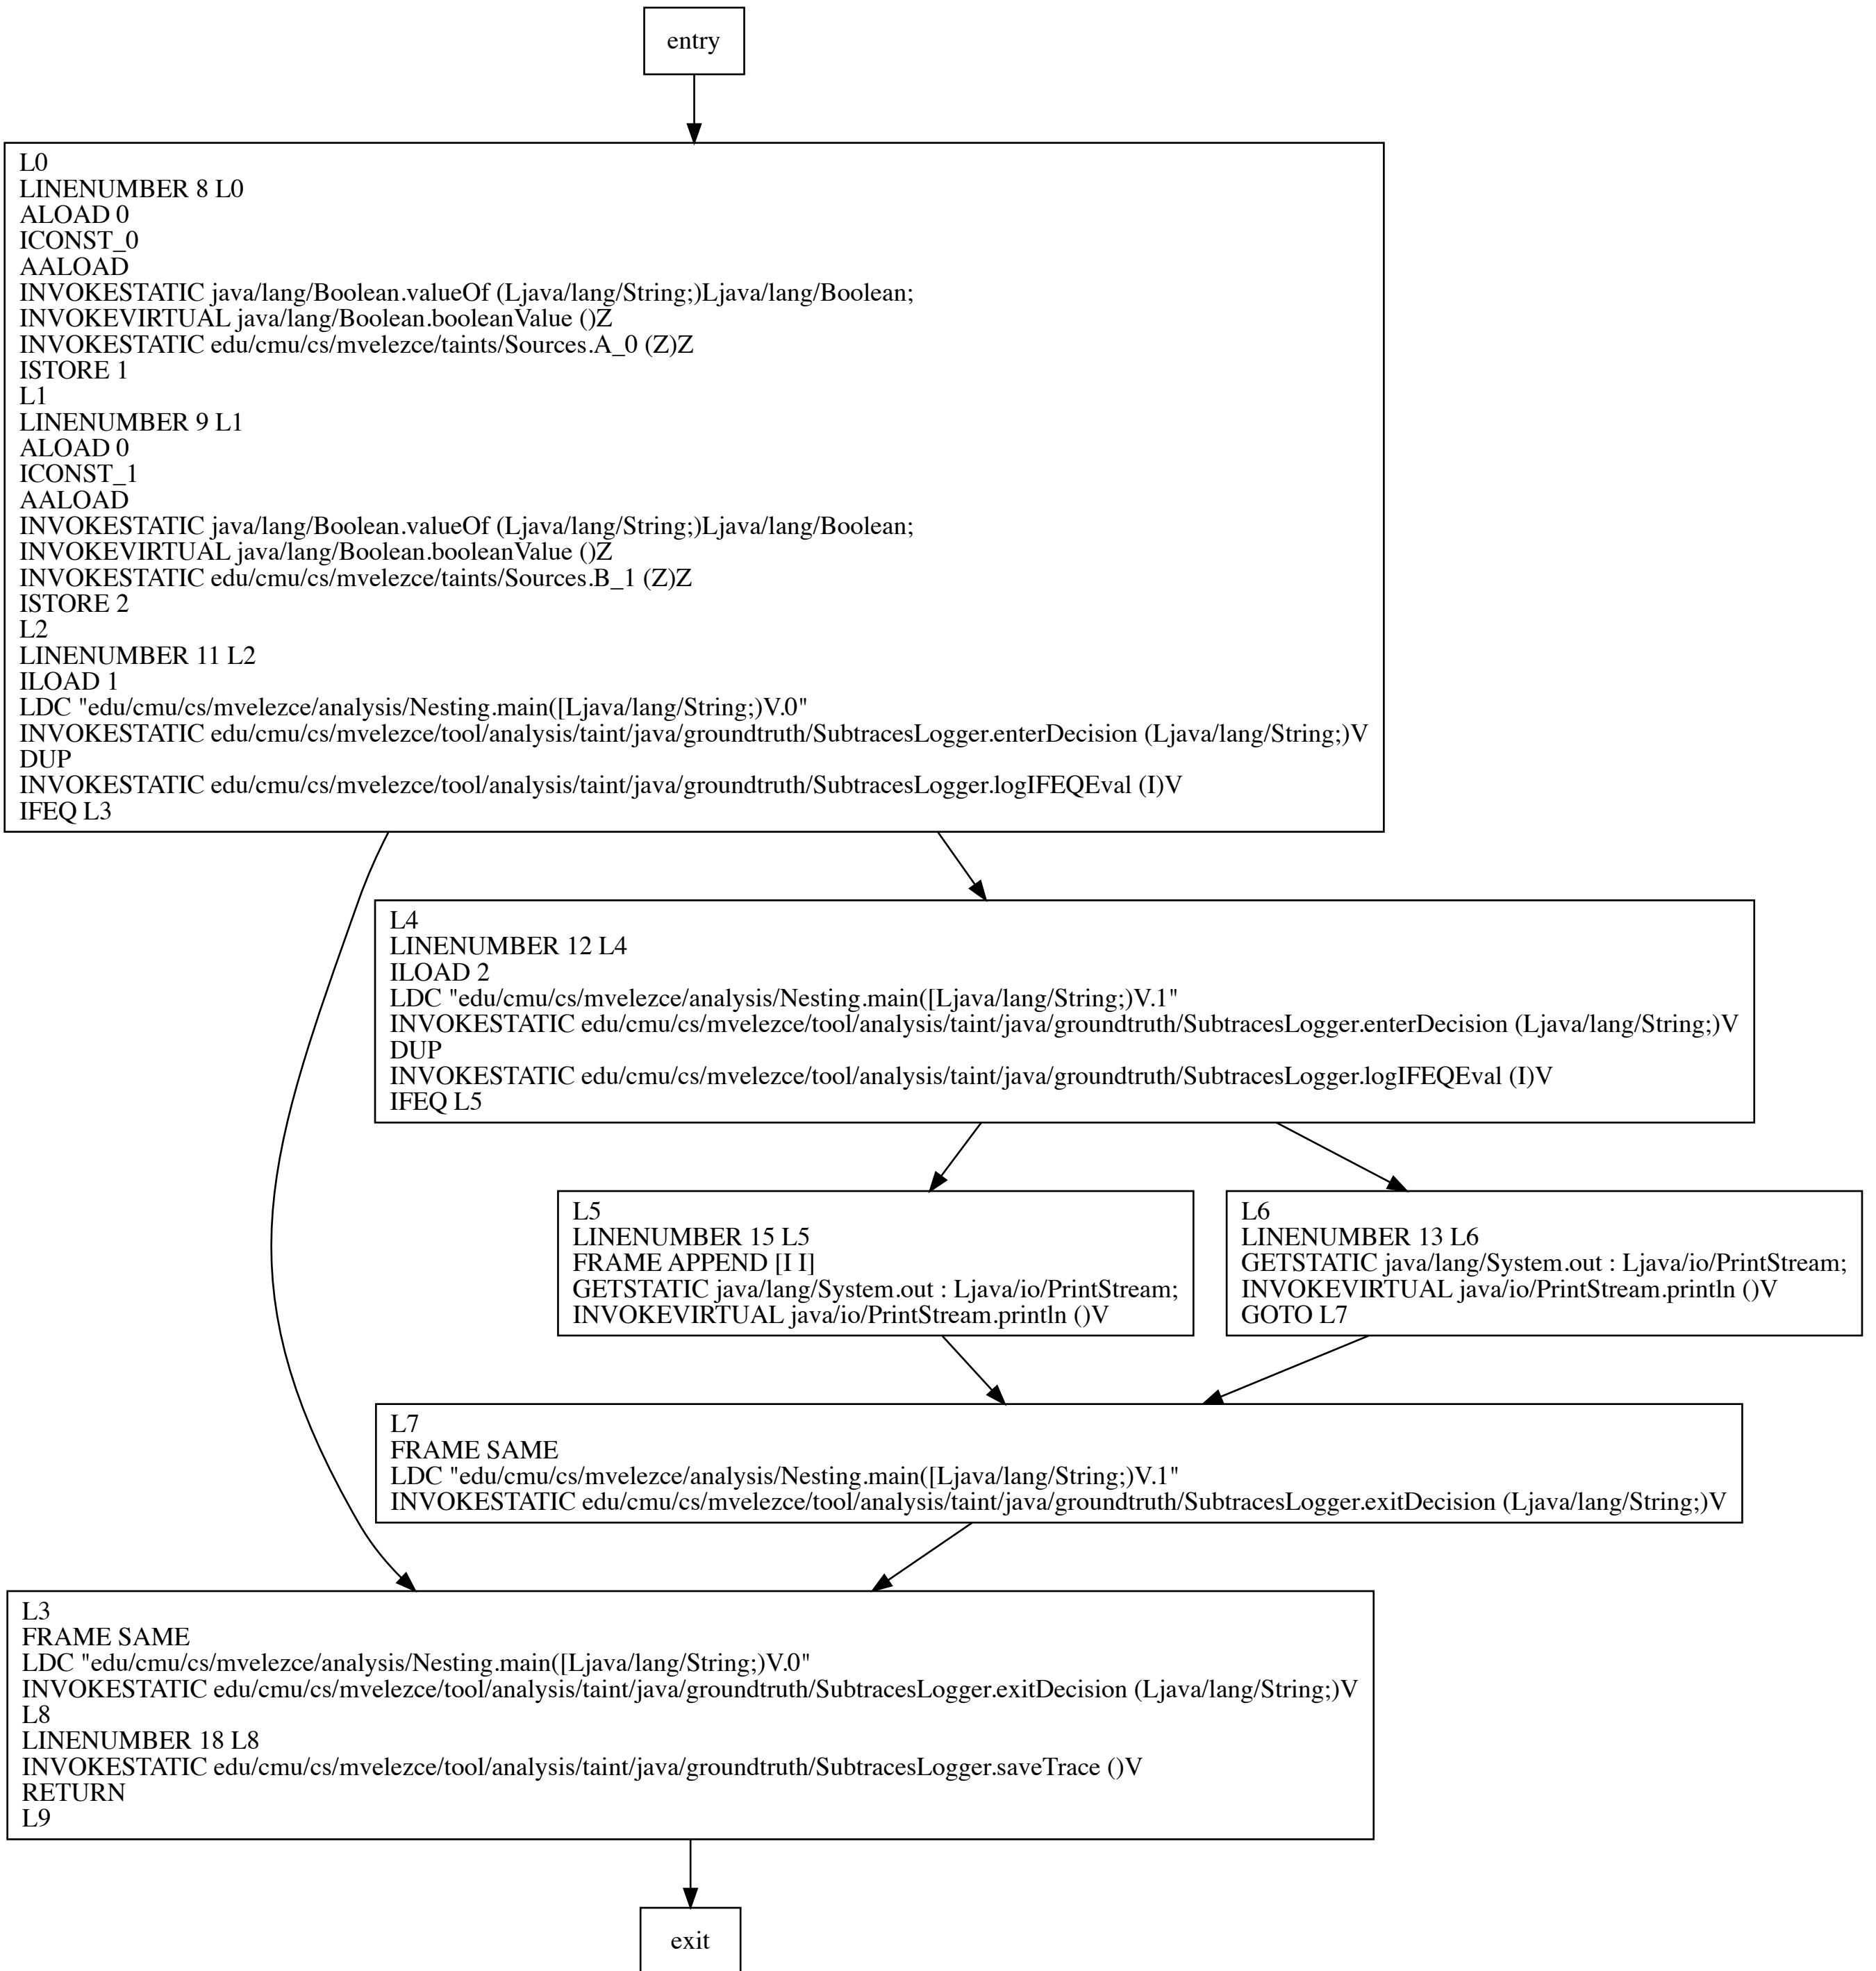 entry
L0
LINENUMBER 8 L0
ALOAD 0
ICONST_0
AALOAD
INVOKESTATIC java/lang/Boolean.valueOf (Ljava/lang/String;)Ljava/lang/Boolean;
INVOKEVIRTUAL java/lang/Boolean.booleanValue ()Z
INVOKESTATIC edu/cmu/cs/mvelezce/taints/Sources.A_0 (Z)Z
ISTORE 1
L1
LINENUMBER 9 L1
ALOAD 0
ICONST_1
AALOAD
INVOKESTATIC java/lang/Boolean.valueOf (Ljava/lang/String;)Ljava/lang/Boolean;
INVOKEVIRTUAL java/lang/Boolean.booleanValue ()Z
INVOKESTATIC edu/cmu/cs/mvelezce/taints/Sources.B_1 (Z)Z
ISTORE 2
L2
LINENUMBER 11 L2
ILOAD 1
LDC "edu/cmu/cs/mvelezce/analysis/Nesting.main([Ljava/lang/String;)V.0"
INVOKESTATIC edu/cmu/cs/mvelezce/tool/analysis/taint/java/groundtruth/SubtracesLogger.enterDecision (Ljava/lang/String;)V
DUP
INVOKESTATIC edu/cmu/cs/mvelezce/tool/analysis/taint/java/groundtruth/SubtracesLogger.logIFEQEval (I)V
IFEQ L3
L4
LINENUMBER 12 L4
ILOAD 2
LDC "edu/cmu/cs/mvelezce/analysis/Nesting.main([Ljava/lang/String;)V.1"
INVOKESTATIC edu/cmu/cs/mvelezce/tool/analysis/taint/java/groundtruth/SubtracesLogger.enterDecision (Ljava/lang/String;)V
DUP
INVOKESTATIC edu/cmu/cs/mvelezce/tool/analysis/taint/java/groundtruth/SubtracesLogger.logIFEQEval (I)V
IFEQ L5
L5
LINENUMBER 15 L5
FRAME APPEND [I I]
GETSTATIC java/lang/System.out : Ljava/io/PrintStream;
INVOKEVIRTUAL java/io/PrintStream.println ()V
L6
LINENUMBER 13 L6
GETSTATIC java/lang/System.out : Ljava/io/PrintStream;
INVOKEVIRTUAL java/io/PrintStream.println ()V
GOTO L7
L7
FRAME SAME
LDC "edu/cmu/cs/mvelezce/analysis/Nesting.main([Ljava/lang/String;)V.1"
INVOKESTATIC edu/cmu/cs/mvelezce/tool/analysis/taint/java/groundtruth/SubtracesLogger.exitDecision (Ljava/lang/String;)V
L3
FRAME SAME
LDC "edu/cmu/cs/mvelezce/analysis/Nesting.main([Ljava/lang/String;)V.0"
INVOKESTATIC edu/cmu/cs/mvelezce/tool/analysis/taint/java/groundtruth/SubtracesLogger.exitDecision (Ljava/lang/String;)V
L8
LINENUMBER 18 L8
INVOKESTATIC edu/cmu/cs/mvelezce/tool/analysis/taint/java/groundtruth/SubtracesLogger.saveTrace ()V
RETURN
L9
exit